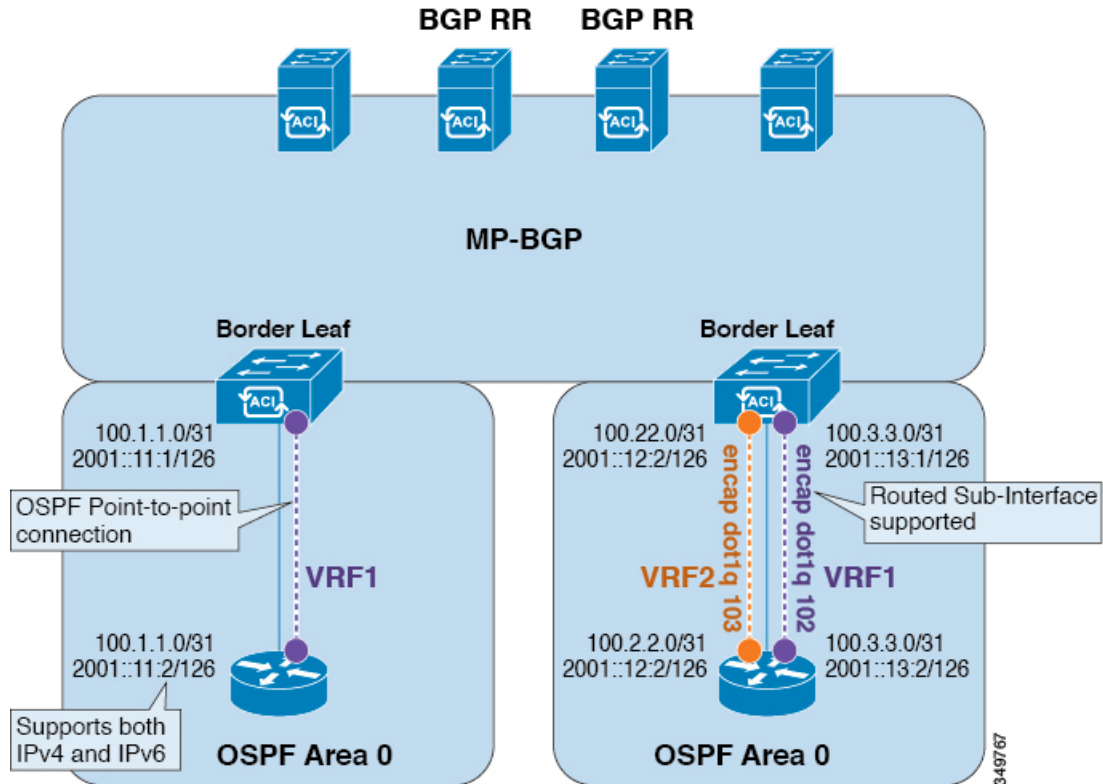 BGP RR
BGP RR
ACI
ACI
ACI
ACI
MP-BGP
Border Leaf
Border Leaf
ACI
ACI
100.1.1.0/31
2001::11:1/126
100.22.0/31
2001::12:2/126
100.3.3.0/31
2001::13:1/126
OSPF Point-to-point
connection
Routed Sub-Interface
supported
VRF1
VRF2
encap dot1q 103
encap dot1q 102
VRF1
100.1.1.0/31
2001::11:2/126
100.2.2.0/31
2001::12:2/126
100.3.3.0/31
2001::13:2/126
Supports both
IPv4 and IPv6
OSPF Area 0
OSPF Area 0
349767